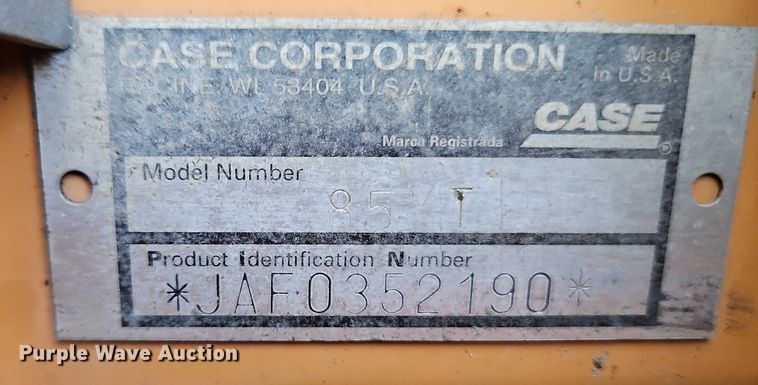 CASE CORPORATION
RACINE, WI 53404 U.S.A.
Made
in U.S.A.
CASE
®
Marca Registrada
Model Number
85XT
Product Identification Number
*JAF0352190*
Purple Wave Auction